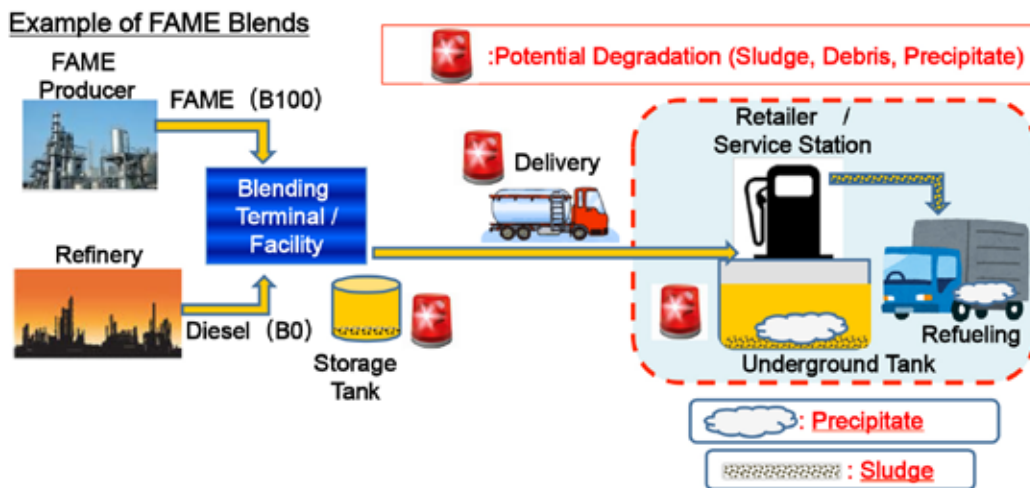 Example of FAME Blends
:Potential Degradation (Sludge, Debris, Precipitate)
FAME
Producer
FAME (B100)
Blending
Terminal /
Facility
Refinery
Diesel (B0)
Storage
Tank
Delivery
Retailer /
Service Station
Refueling
Underground Tank
: Precipitate
: Sludge